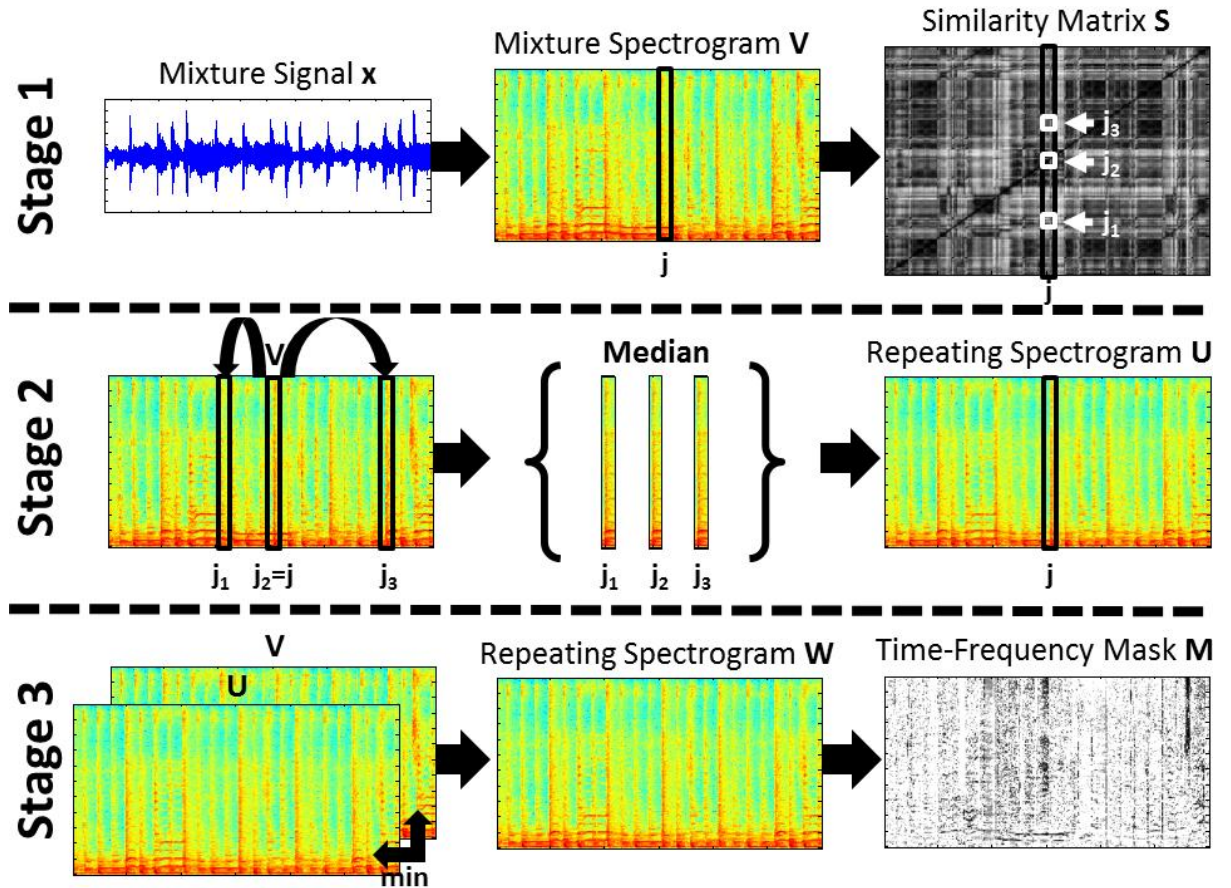 Stage 1
Mixture Signal x
Mixture Spectrogram V
j
Similarity Matrix S
j₃
j₂
j₁
j
Stage 2
V
j₁
j₂=j
j₃
Median
j₁
j₂
j₃
Repeating Spectrogram U
j
Stage 3
V
U
min
Repeating Spectrogram W
Time-Frequency Mask M